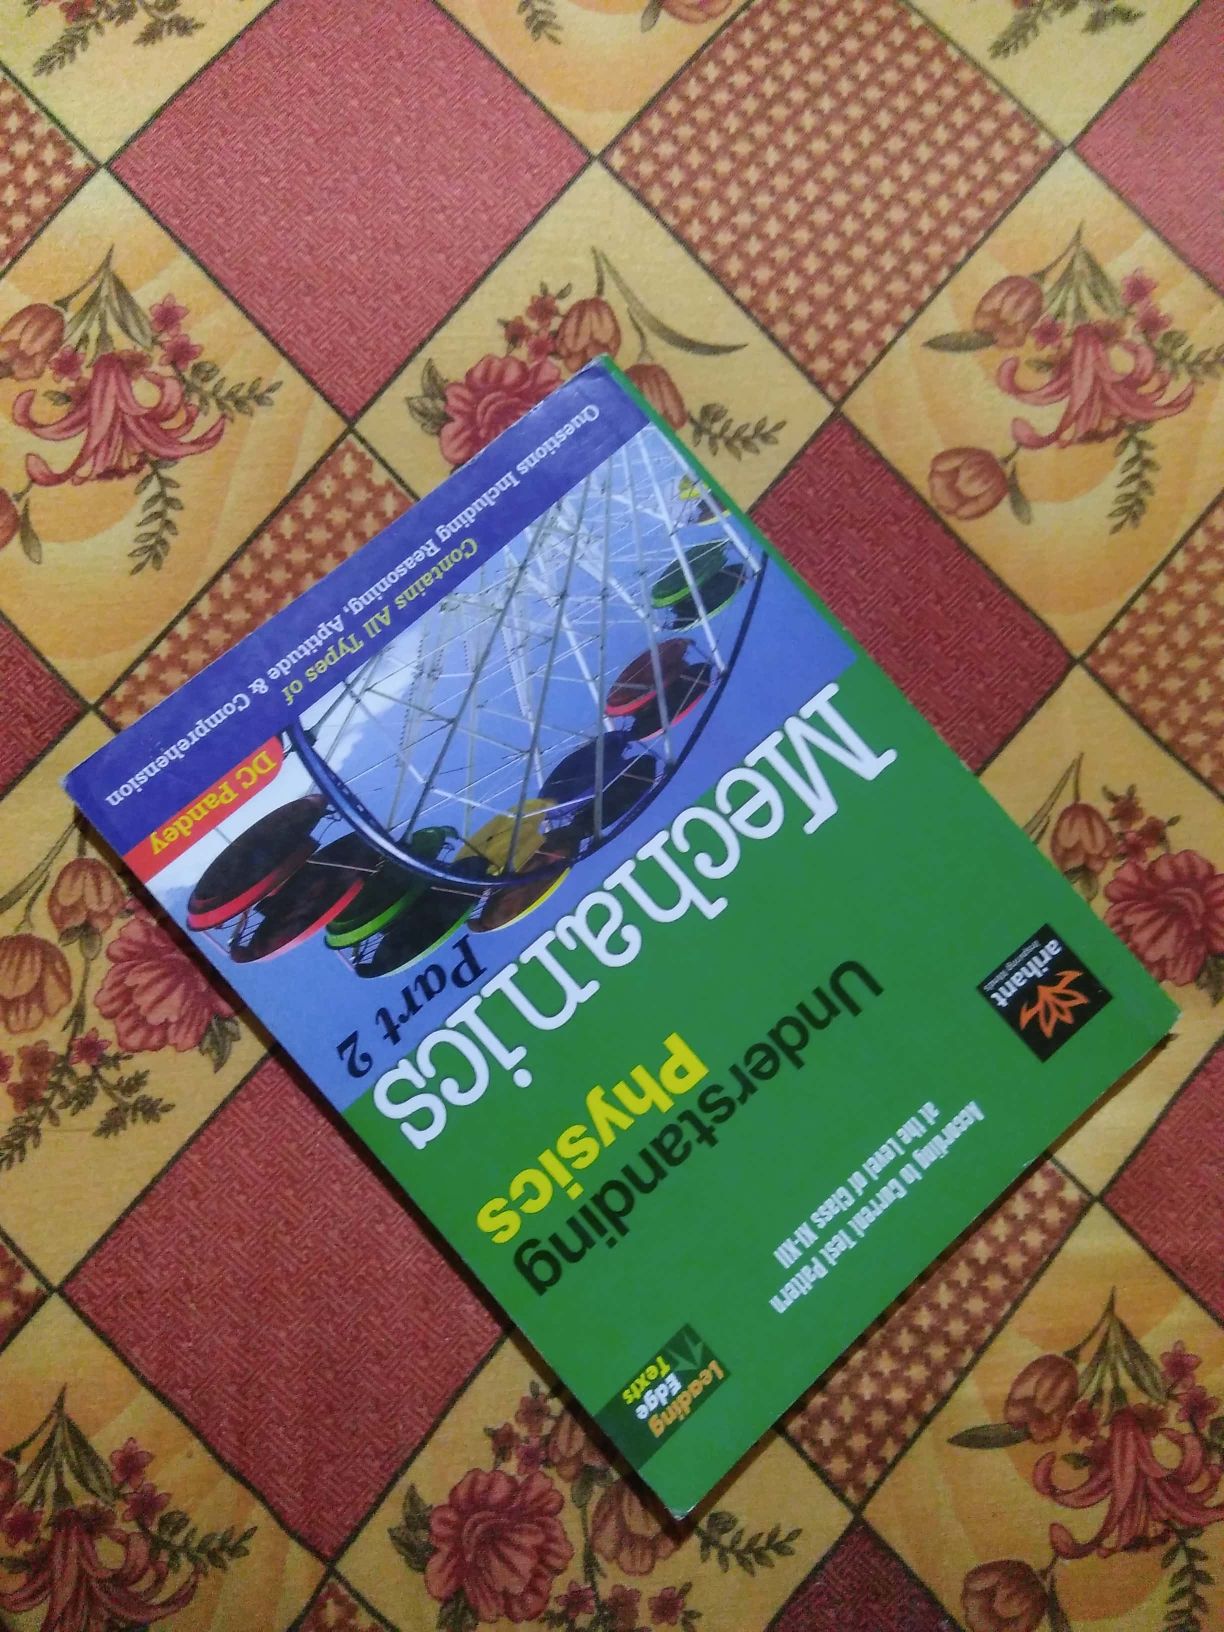 Leading
Edge
Texts
According to Current Test Pattern
at the Level of Class XI-XII
arihant
Understanding
Physics
Mechanics
Part 2
DC Pandey
Contains All Types of
Questions Including Reasoning, Aptitude & Comprehension